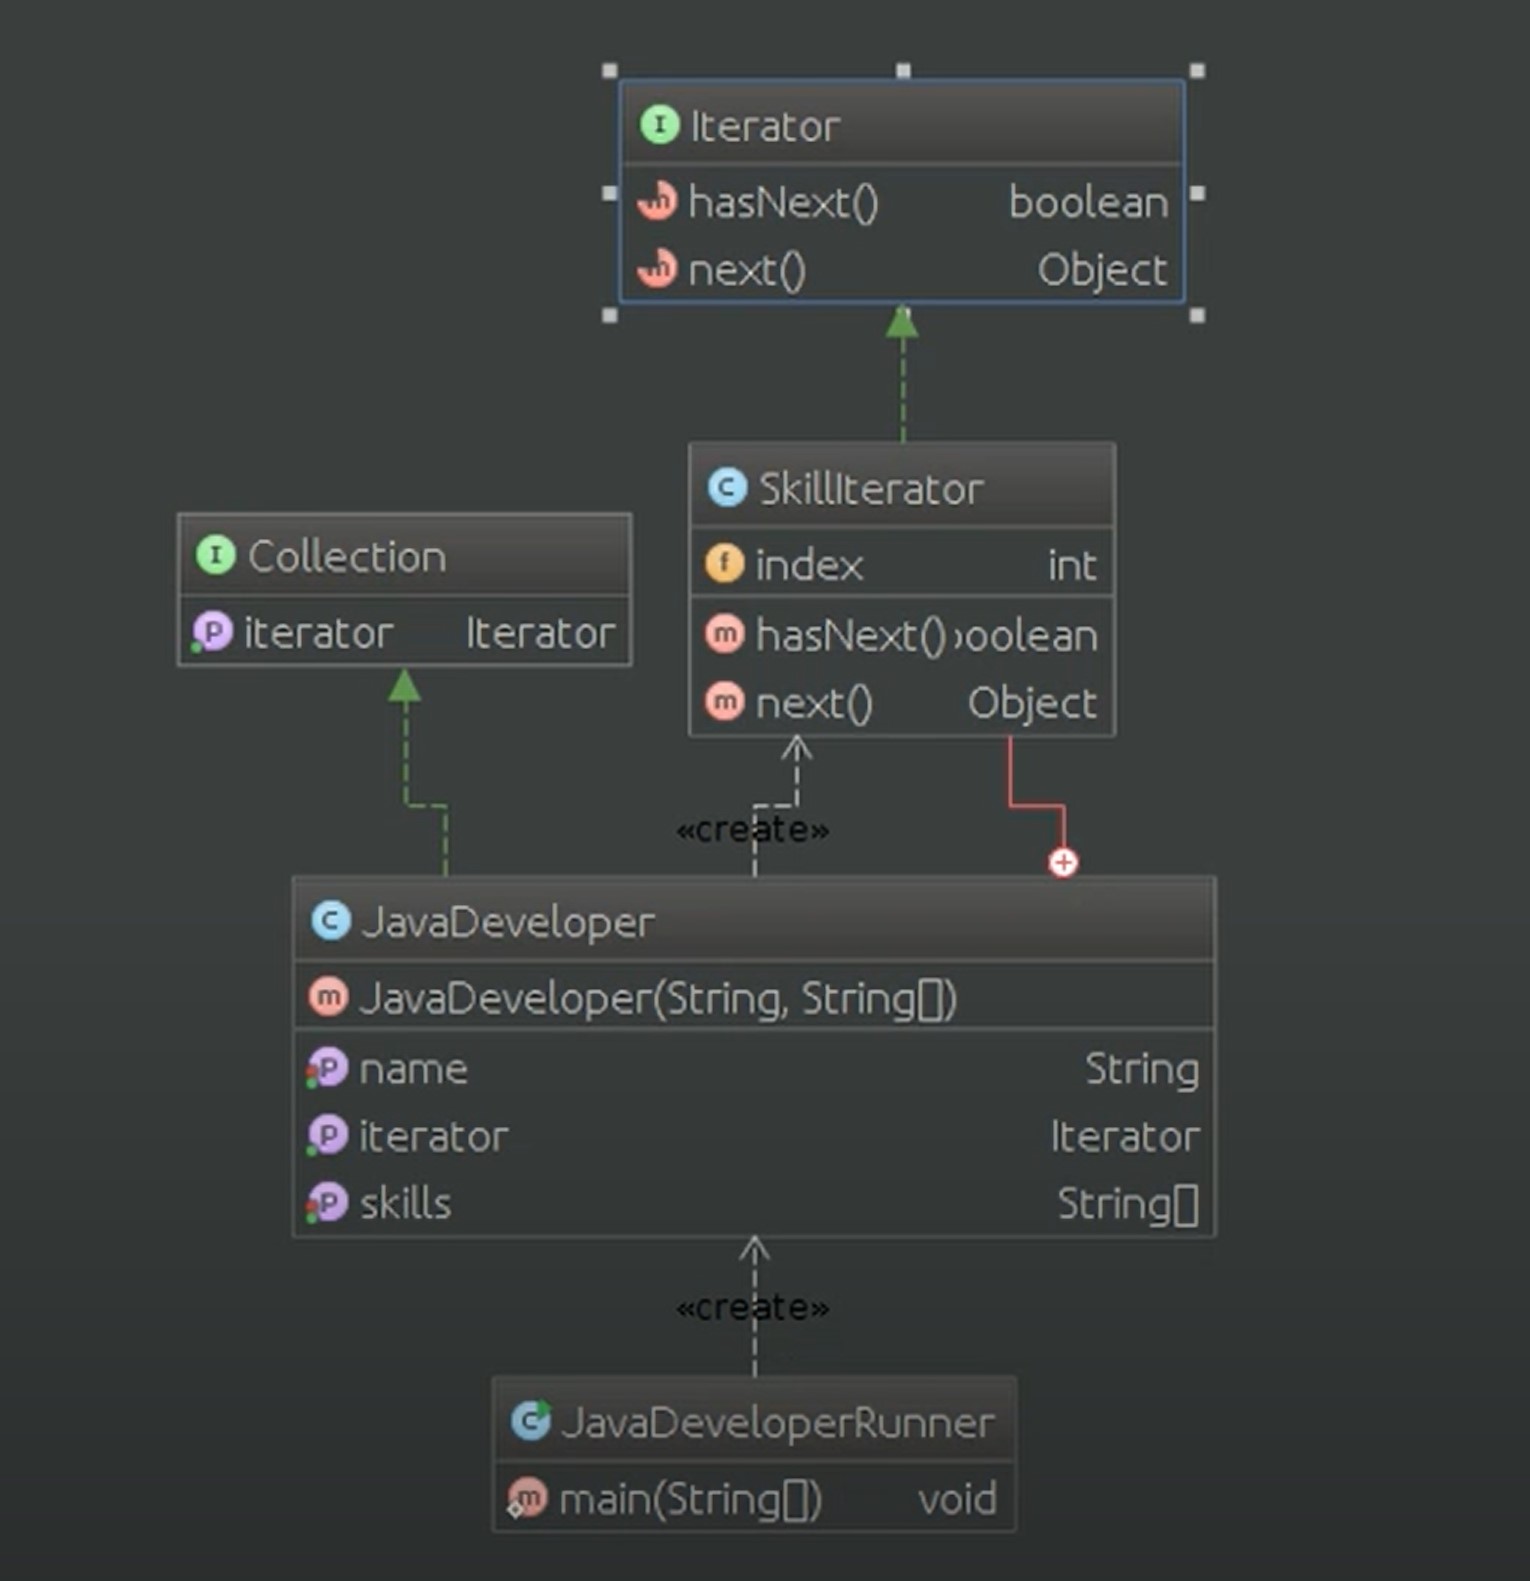 Iterator
hasNext() boolean
next() Object
SkillIterator
index int
hasNext() boolean
next() Object
Collection
iterator Iterator
«create»
JavaDeveloper
JavaDeveloper(String, String[])
name String
iterator Iterator
skills String[]
«create»
JavaDeveloperRunner
main(String[]) void